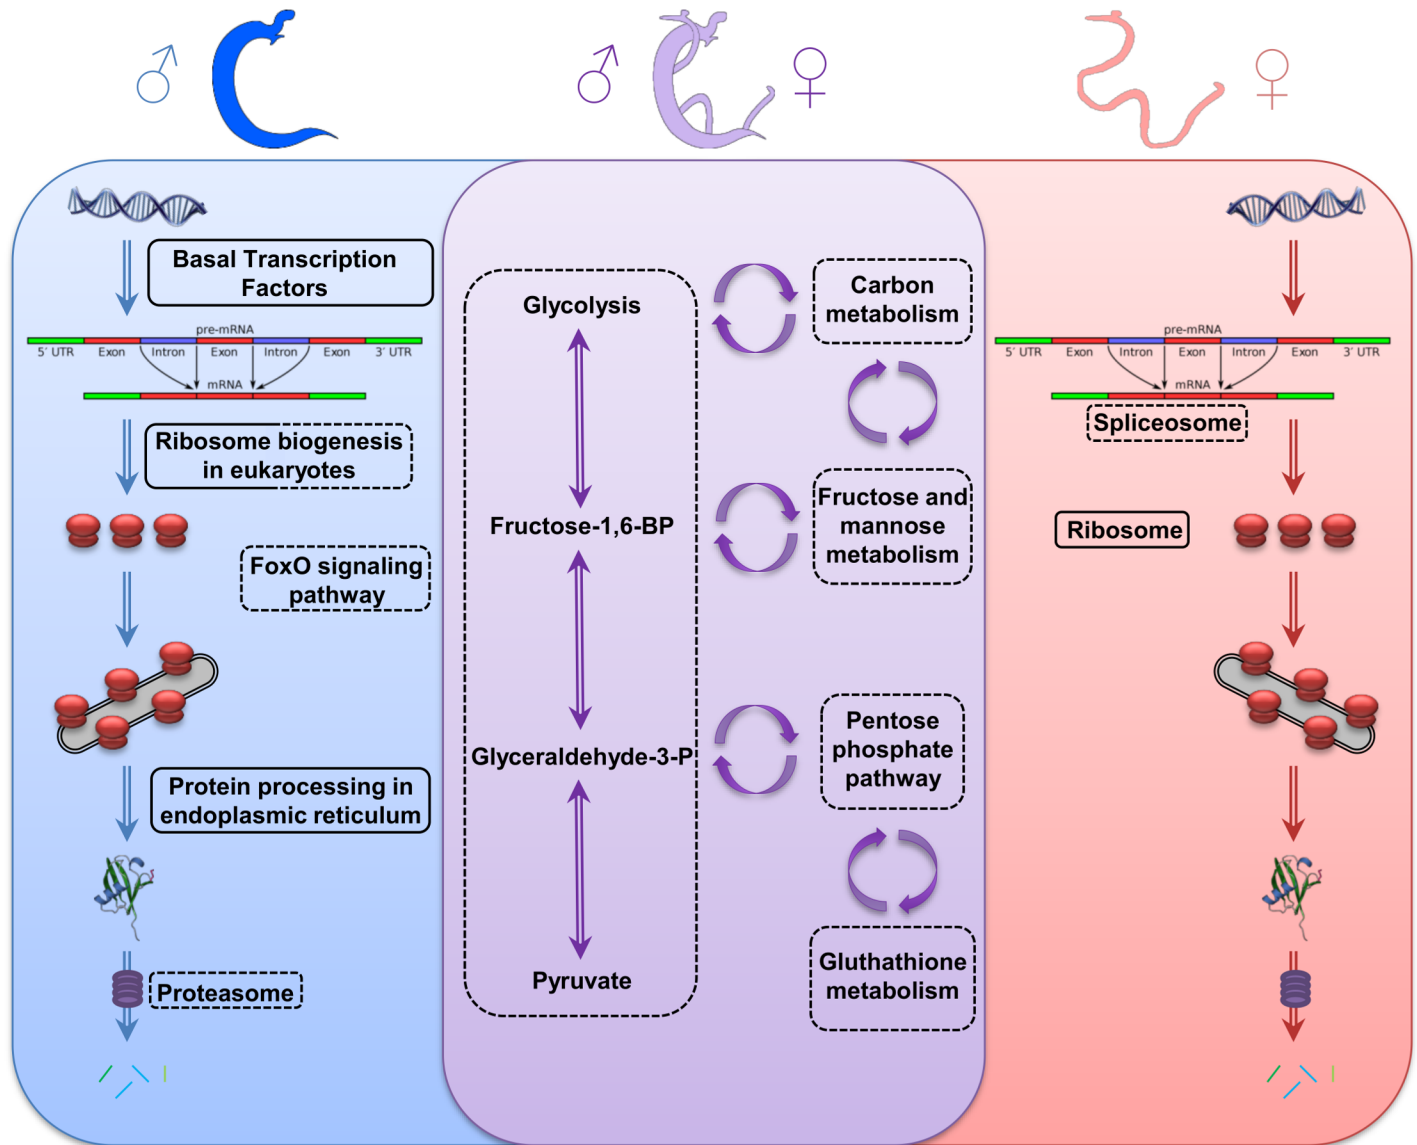 ♂
♂
♀
♀
Basal Transcription
Factors
pre-mRNA
5′ UTR Exon Intron Exon Intron Exon 3′ UTR
mRNA
Ribosome biogenesis
in eukaryotes
FoxO signaling
pathway
Protein processing in
endoplasmic reticulum
Proteasome
Glycolysis
Fructose-1,6-BP
Glyceraldehyde-3-P
Pyruvate
Carbon
metabolism
Fructose and
mannose
metabolism
Pentose
phosphate
pathway
Gluthathione
metabolism
pre-mRNA
5′ UTR Exon Intron Exon Intron Exon 3′ UTR
mRNA
Spliceosome
Ribosome